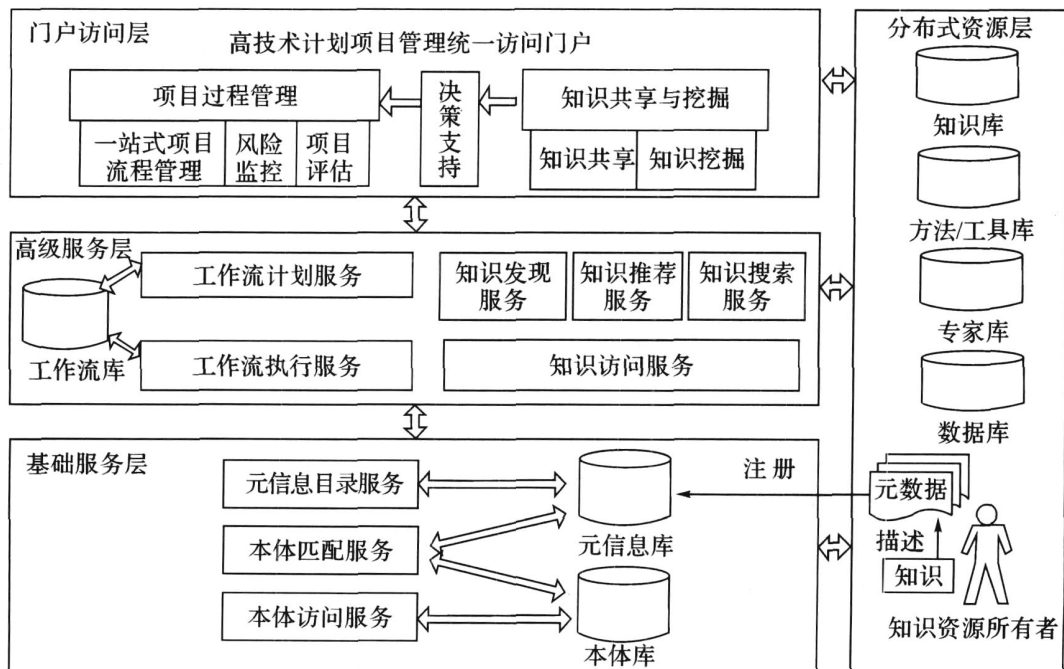 门户访问层
高技术计划项目管理统一访问门户
项目过程管理
一站式项目
流程管理
风险
监控
项目
评估
决
策
支
持
知识共享与挖掘
知识共享
知识挖掘
高级服务层
工作流库
工作流计划服务
工作流执行服务
知识发现
服务
知识推荐
服务
知识搜索
服务
知识访问服务
基础服务层
元信息目录服务
本体匹配服务
本体访问服务
元信息库
本体库
注册
分布式资源层
知识库
方法/工具库
专家库
数据库
元数据
描述
知识
知识资源所有者